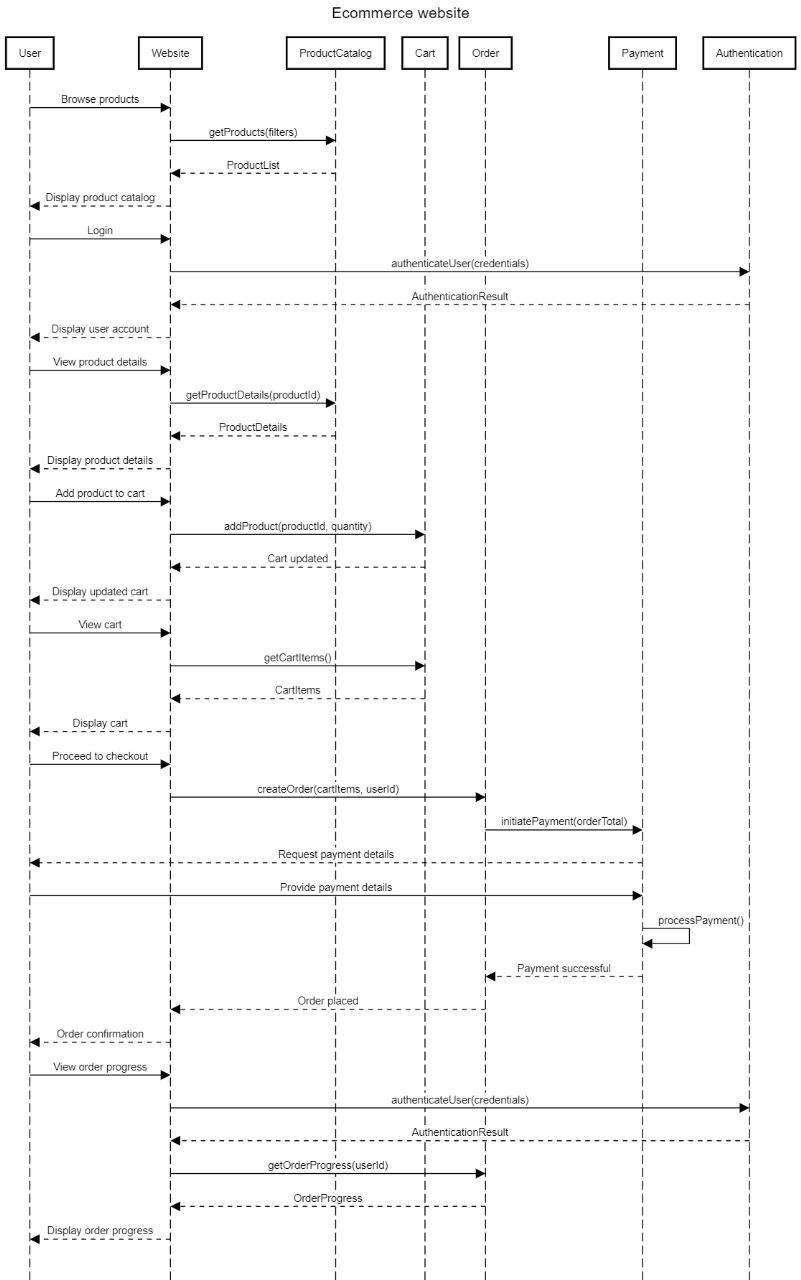 Ecommerce website
User
Website
ProductCatalog
Cart
Order
Payment
Authentication
Browse products
getProducts(filters)
ProductList
Display product catalog
Login
authenticateUser(credentials)
AuthenticationResult
Display user account
View product details
getProductDetails(productId)
ProductDetails
Display product details
Add product to cart
addProduct(productId, quantity)
Cart updated
Display updated cart
View cart
getCartItems()
CartItems
Display cart
Proceed to checkout
createOrder(cartItems, userId)
initiatePayment(orderTotal)
Request payment details
Provide payment details
processPayment()
Payment successful
Order placed
Order confirmation
View order progress
authenticateUser(credentials)
AuthenticationResult
getOrderProgress(userId)
OrderProgress
Display order progress